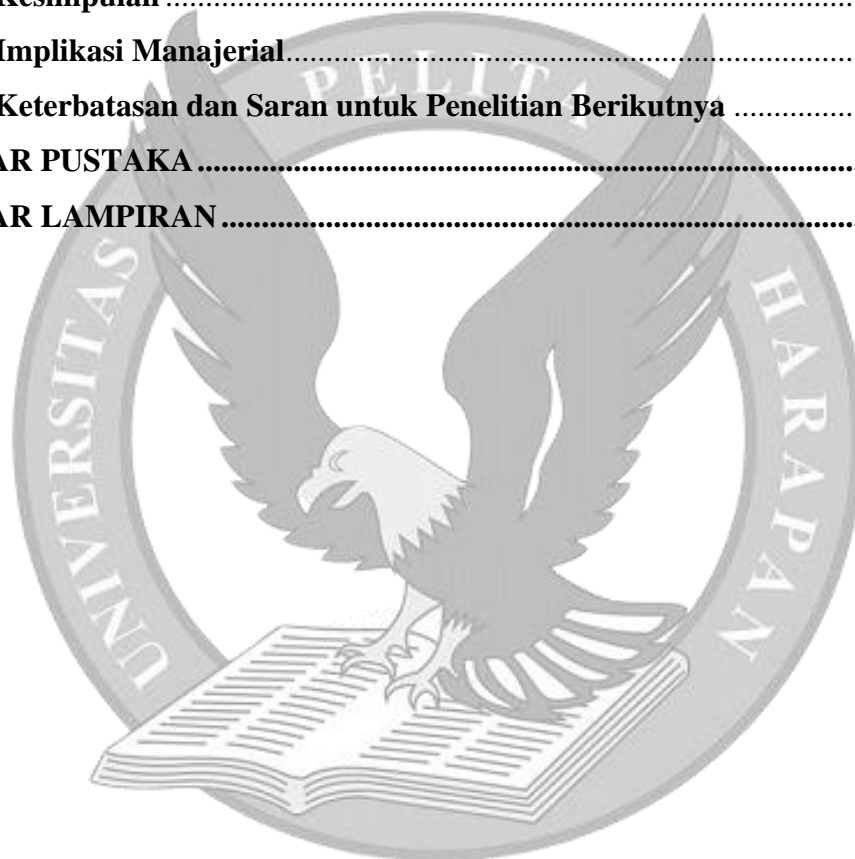 Kesimpulan ........................................................................
Implikasi Manajerial........................................................................
Keterbatasan dan Saran untuk Penelitian Berikutnya ...............
AR PUSTAKA........................................................................
AR LAMPIRAN........................................................................
UNIVERSITAS PELITA HARAPAN